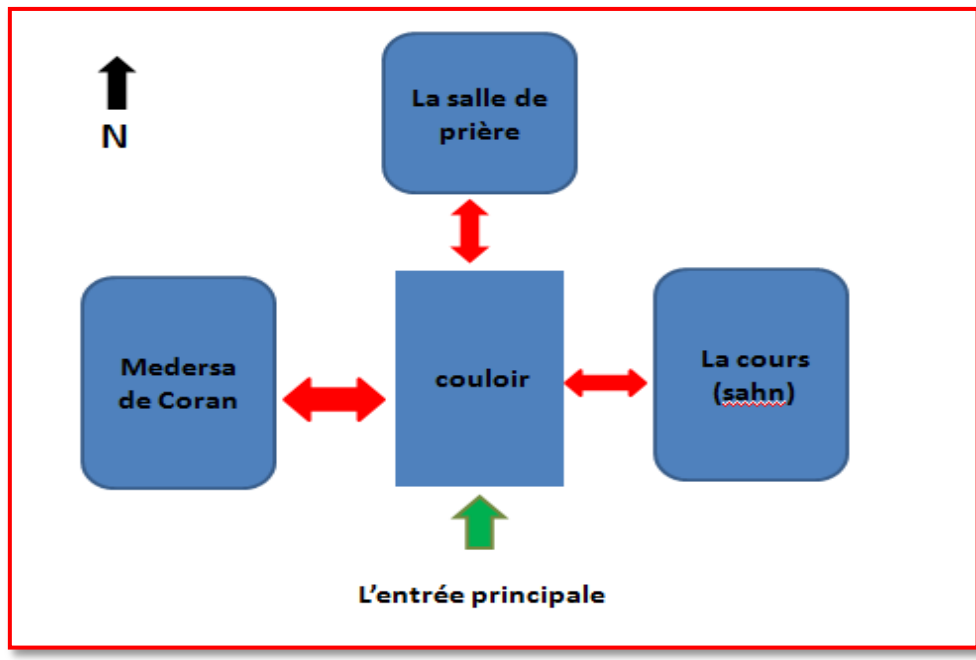 La salle de
prière
N
Medersa
de Coran
couloir
La cours
(sahn)
L'entrée principale